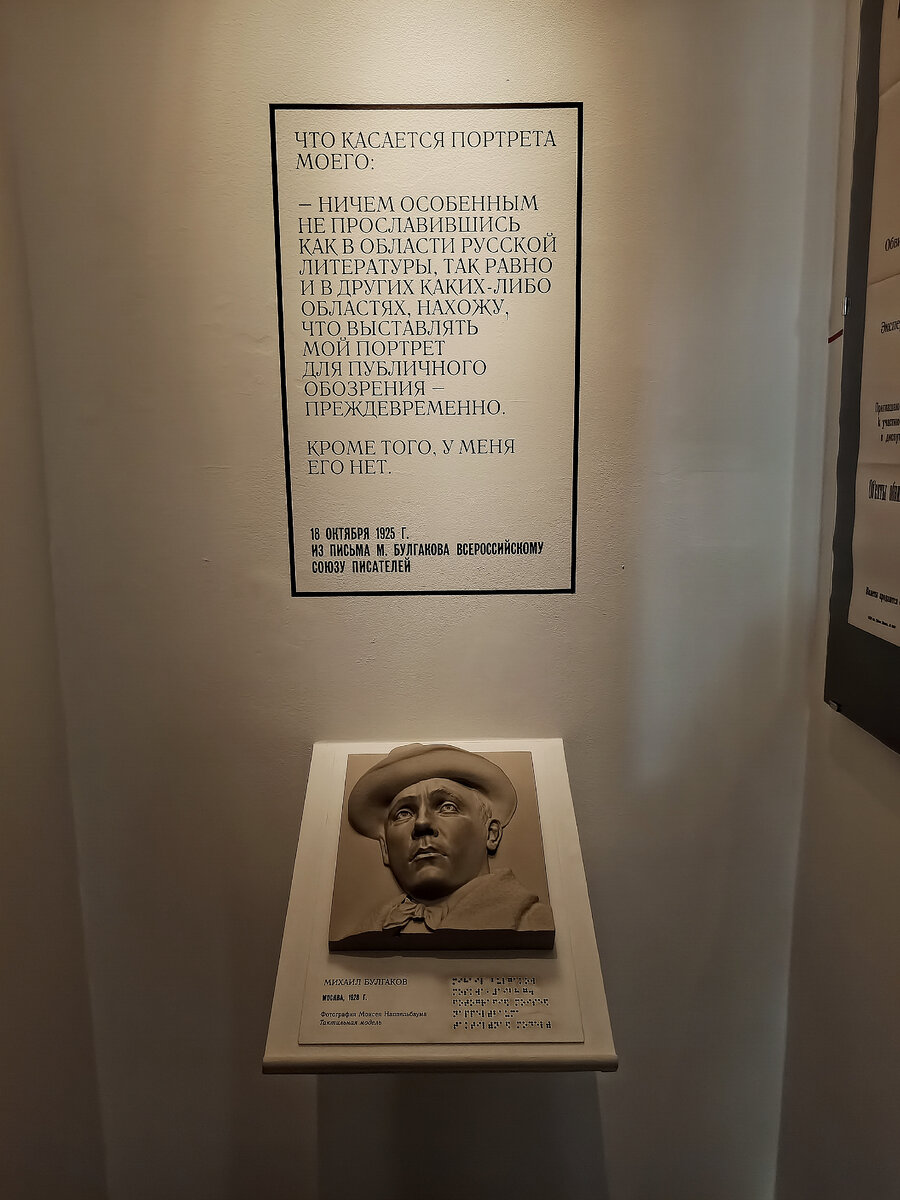 ЧТО КАСАЕТСЯ ПОРТРЕТА
МОЕГО:
– НИЧЕМ ОСОБЕННЫМ
НЕ ПРОСЛАВИВШИСЬ
КАК В ОБЛАСТИ РУССКОЙ
ЛИТЕРАТУРЫ, ТАК РАВНО
И В ДРУГИХ КАКИХ-ЛИБО
ОБЛАСТЯХ, НАХОЖУ,
ЧТО ВЫСТАВЛЯТЬ
МОЙ ПОРТРЕТ
ДЛЯ ПУБЛИЧНОГО
ОБОЗРЕНИЯ –
ПРЕЖДЕВРЕМЕННО.
КРОМЕ ТОГО, У МЕНЯ
ЕГО НЕТ.
18 ОКТЯБРЯ 1925 Г.
ИЗ ПИСЬМА М. БУЛГАКОВА ВСЕРОССИЙСКОМУ
СОЮЗУ ПИСАТЕЛЕЙ
МИХАИЛ БУЛГАКОВ
МОСКВА, 1928 Г.
Фотография Моисея Наппельбаума
Тактильная модель